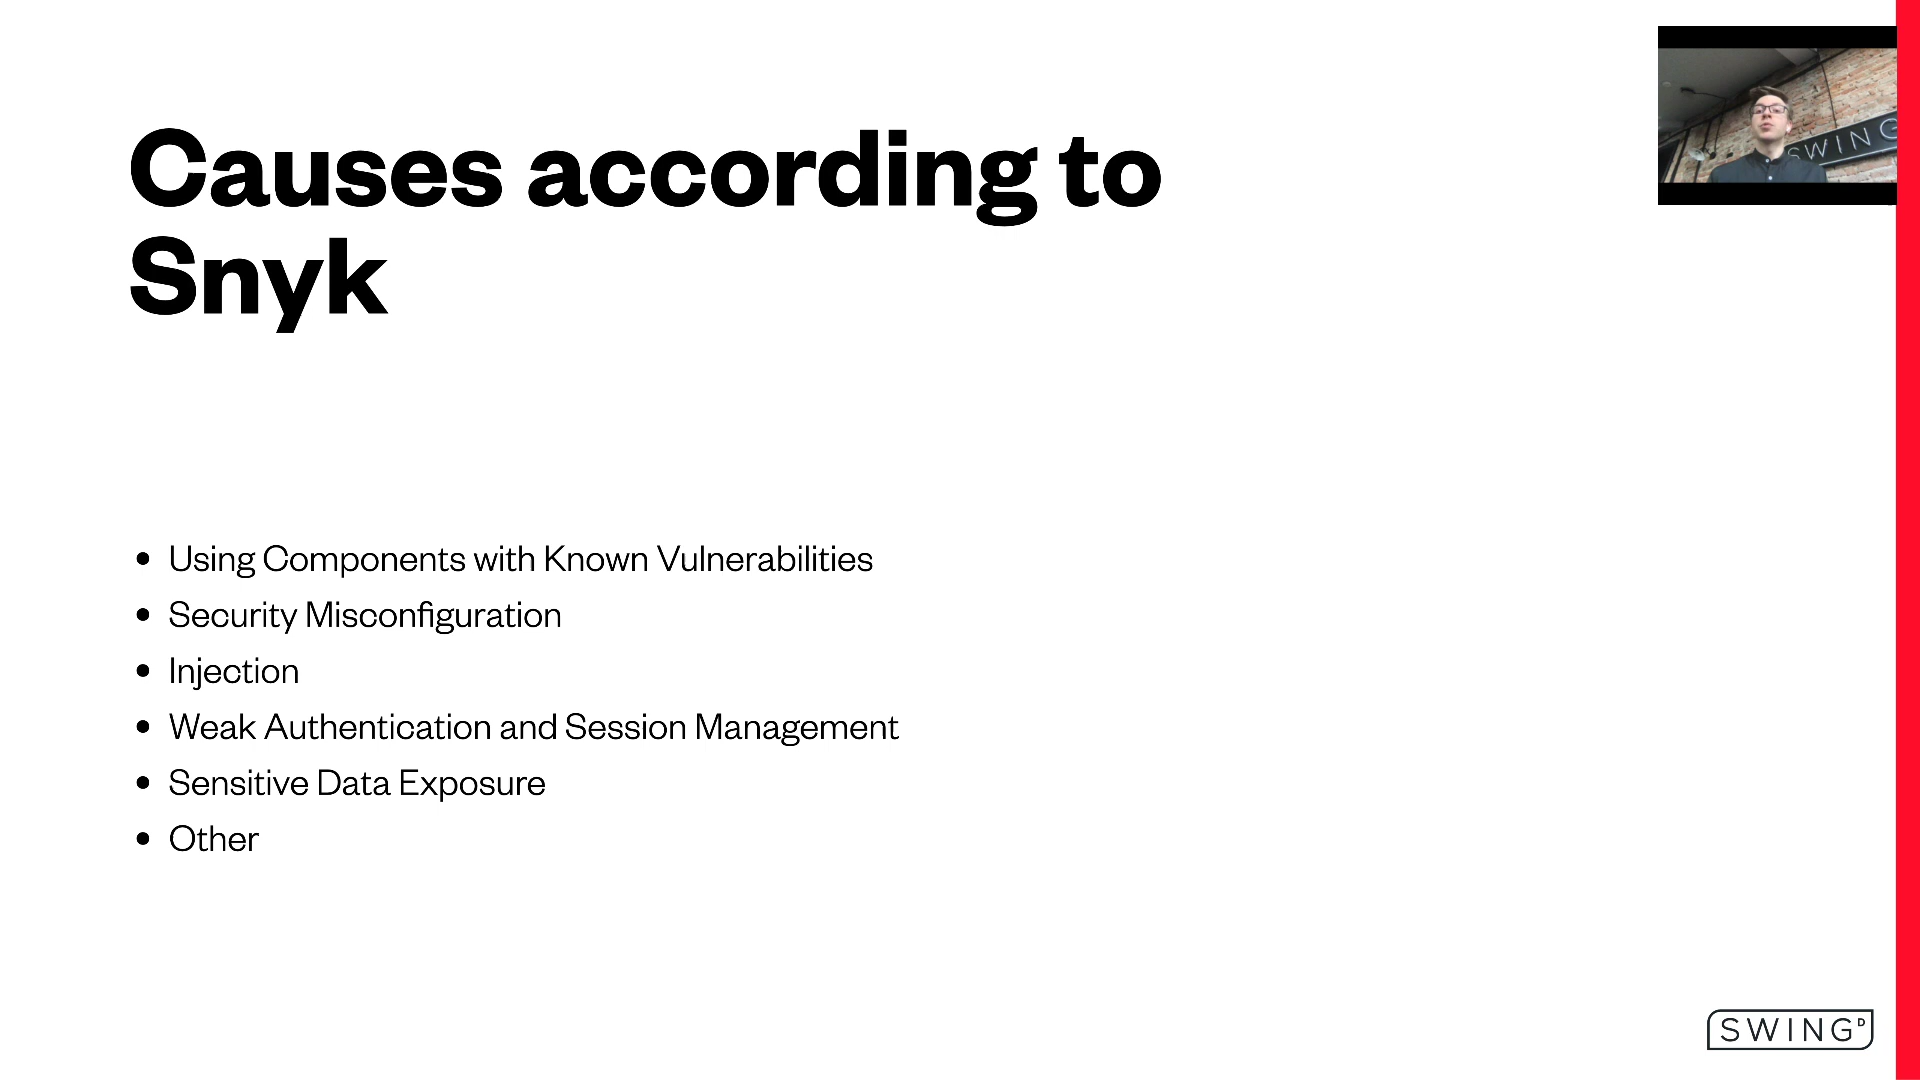 Causes according to
Snyk
SWING
• Using Components with Known Vulnerabilities
• Security Misconfiguration
• Injection
• Weak Authentication and Session Management
• Sensitive Data Exposure
• Other
SWING D